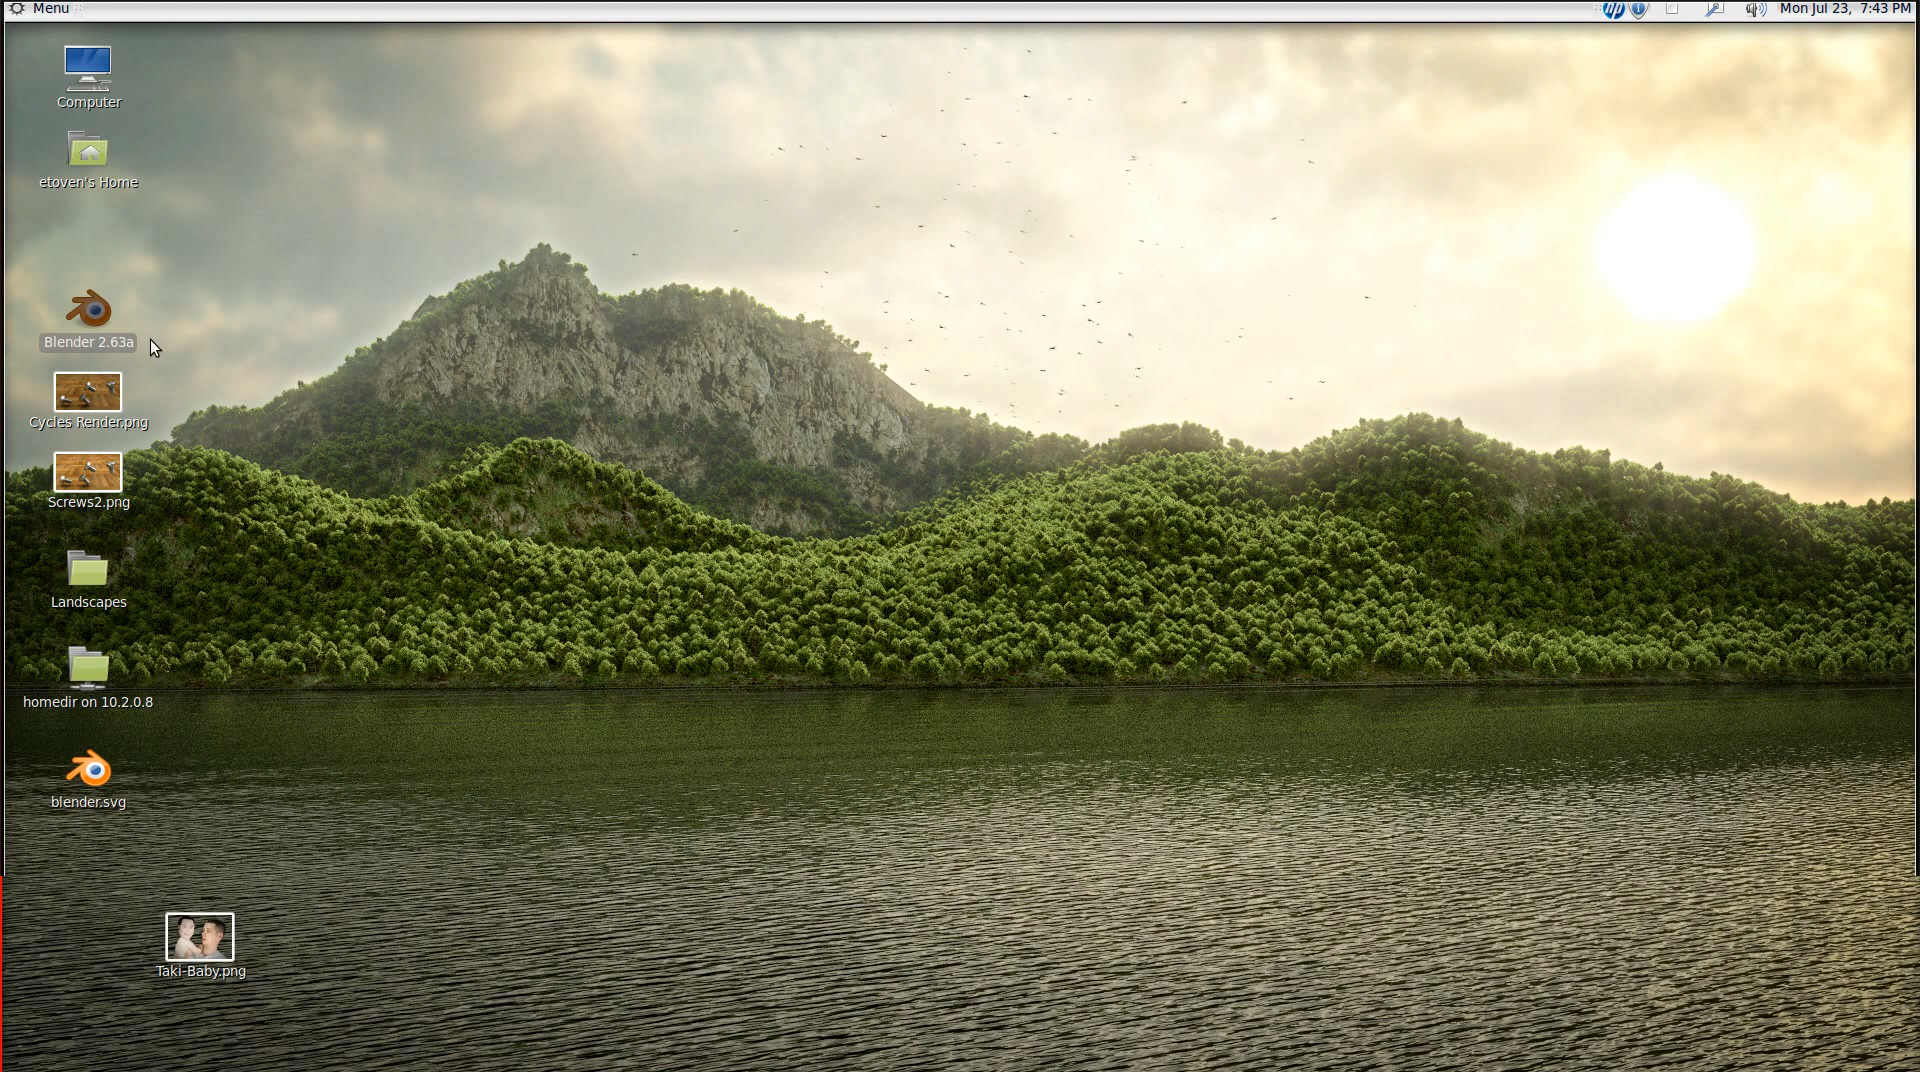 Menu
hp
Mon Jul 23, 7:43 PM
Computer
etoven's Home
Blender 2.63a
Cycles Render.png
Screws2.png
Landscapes
homedir on 10.2.0.8
blender.svg
Taki-Baby.png